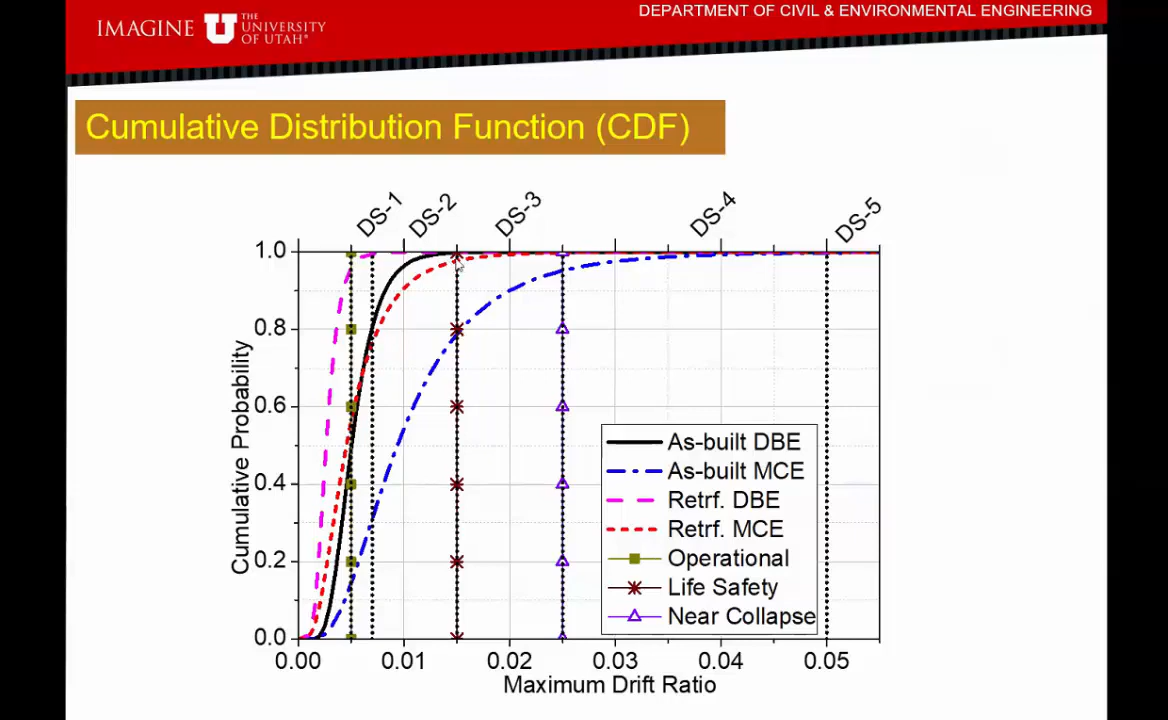 DEPARTMENT OF CIVIL & ENVIRONMENTAL ENGINEERING
IMAGINE U THE UNIVERSITY OF UTAH®
Cumulative Distribution Function (CDF)
DS-1 DS-2 DS-3 DS-4 DS-5
1.0
0.8
0.6
0.4
0.2
0.0
Cumulative Probability
As-built DBE
As-built MCE
Retrf. DBE
Retrf. MCE
Operational
Life Safety
Near Collapse
0.00 0.01 0.02 0.03 0.04 0.05
Maximum Drift Ratio